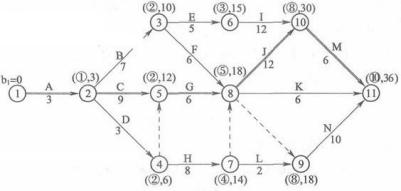 (②,10) (③,15) (⑧,30)
3 E 5 6 I 12 10
B 7 F 6 J 12 M 6
b₁=0 (①,3) (②,12) (⑤,18) (⑩,36)
1 A 3 2 C 9 5 G 6 8 K 6 11
D 3 N 10
4 H 8 7 L 2 9
(②,6) (④,14) (⑧,18)